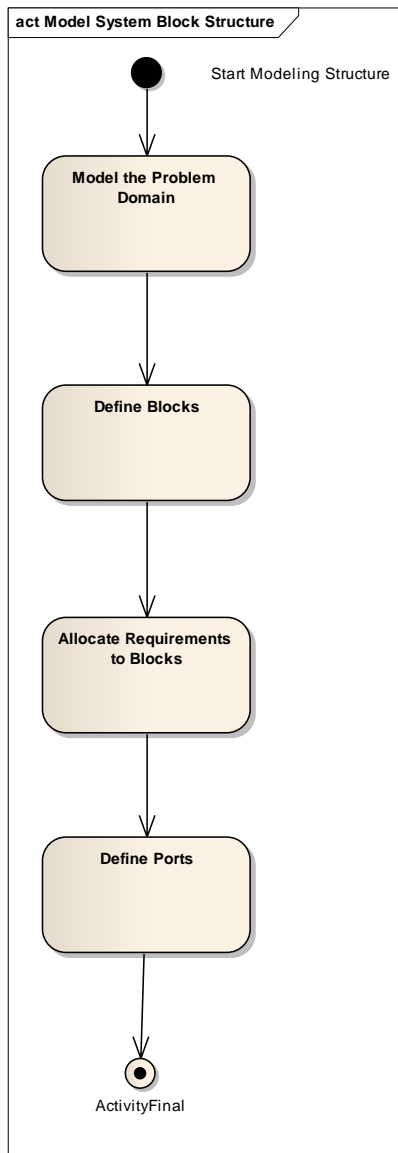 act Model System Block Structure
Start Modeling Structure
Model the Problem
Domain
Define Blocks
Allocate Requirements
to Blocks
Define Ports
ActivityFinal